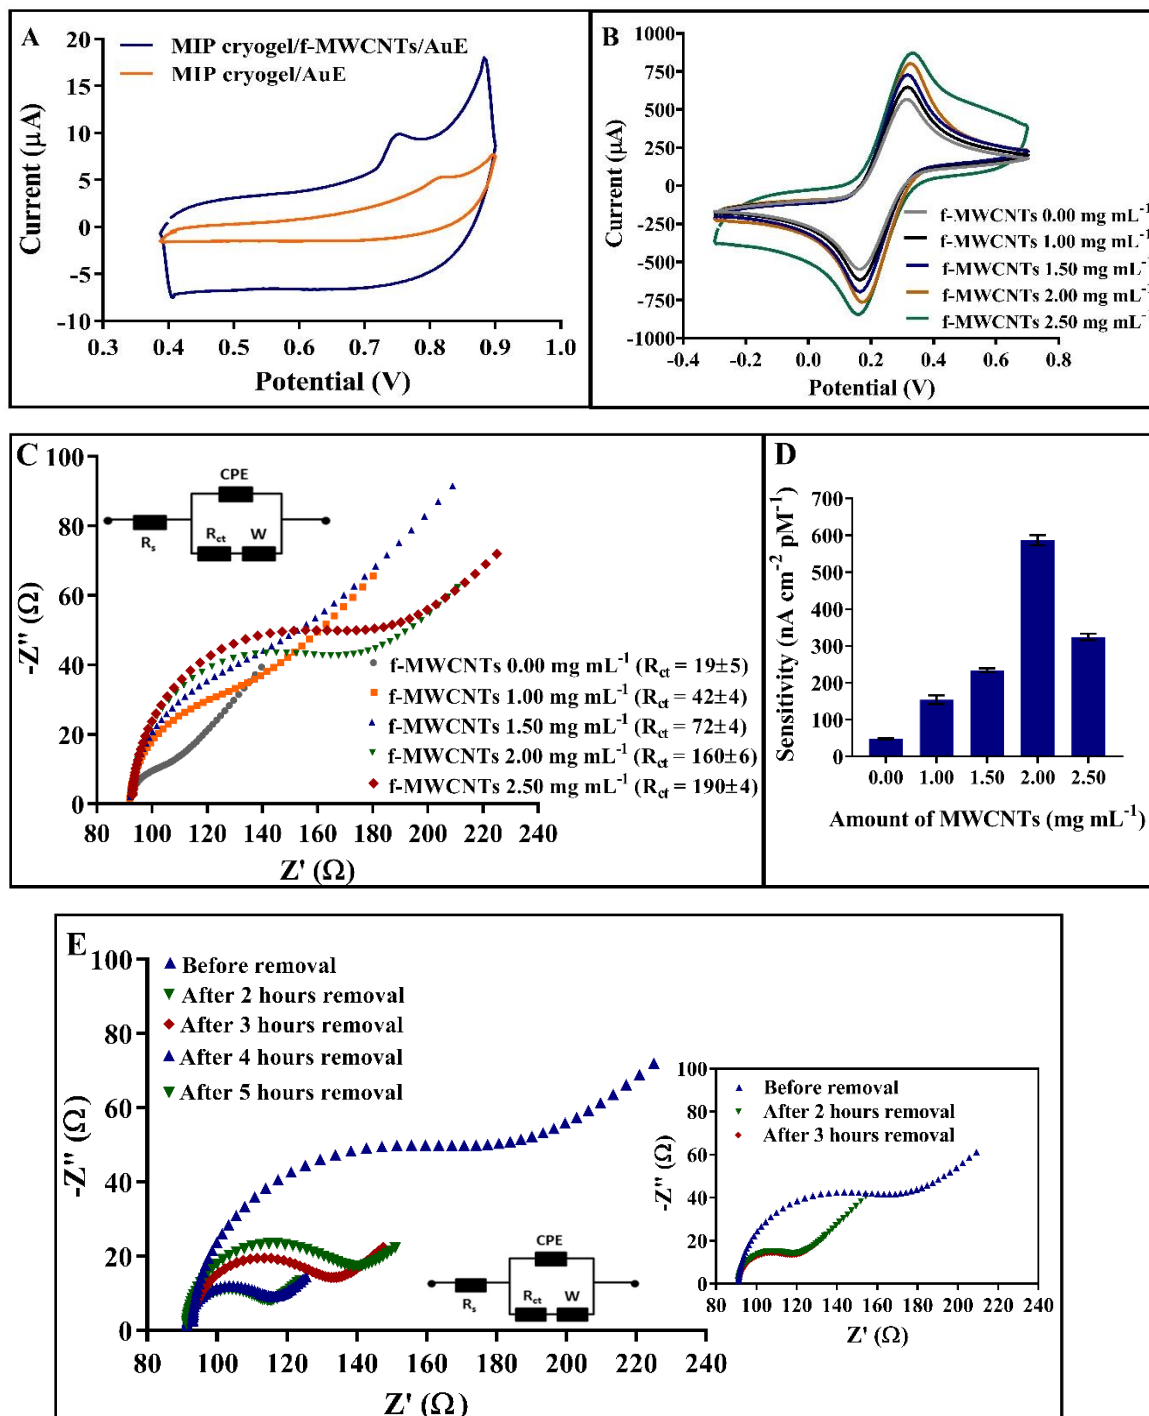 A
MIP cryogel/f-MWCNTs/AuE
MIP cryogel/AuE
Current (μA)
20
15
10
5
0
-5
-10
0.3 0.4 0.5 0.6 0.7 0.8 0.9 1.0
Potential (V)
B
Current (μA)
1000
750
500
250
0
-250
-500
-750
1000
f-MWCNTs 0.00 mg mL⁻¹
f-MWCNTs 1.00 mg mL⁻¹
f-MWCNTs 1.50 mg mL⁻¹
f-MWCNTs 2.00 mg mL⁻¹
f-MWCNTs 2.50 mg mL⁻¹
-0.4 -0.2 0.0 0.2 0.4 0.6 0.8
Potential (V)
C
-Z'' (Ω)
100
80
60
40
20
0
CPE
Rs
Rct W
f-MWCNTs 0.00 mg mL⁻¹ (Rct = 19±5)
f-MWCNTs 1.00 mg mL⁻¹ (Rct = 42±4)
f-MWCNTs 1.50 mg mL⁻¹ (Rct = 72±4)
f-MWCNTs 2.00 mg mL⁻¹ (Rct = 160±6)
f-MWCNTs 2.50 mg mL⁻¹ (Rct = 190±4)
80 100 120 140 160 180 200 220 240
Z' (Ω)
D
Sensitivity (nA cm⁻² pM⁻¹)
700
600
500
400
300
200
100
0
0.00 1.00 1.50 2.00 2.50
Amount of MWCNTs (mg mL⁻¹)
E
-Z'' (Ω)
100
80
60
40
20
0
Before removal
After 2 hours removal
After 3 hours removal
After 4 hours removal
After 5 hours removal
CPE
Rs
Rct W
80 100 120 140 160 180 200 220 240
Z' (Ω)
-Z'' (Ω)
100
80
60
40
20
0
Before removal
After 2 hours removal
After 3 hours removal
80 100 120 140 160 180 200 220 240
Z' (Ω)